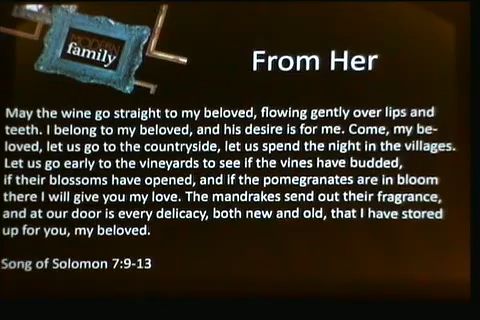 MODERN
family
From Her
May the wine go straight to my beloved, flowing gently over lips and
teeth. I belong to my beloved, and his desire is for me. Come, my be-
loved, let us go to the countryside, let us spend the night in the villages.
Let us go early to the vineyards to see if the vines have budded,
if their blossoms have opened, and if the pomegranates are in bloom
there I will give you my love. The mandrakes send out their fragrance,
and at our door is every delicacy, both new and old, that I have stored
up for you, my beloved.
Song of Solomon 7:9-13